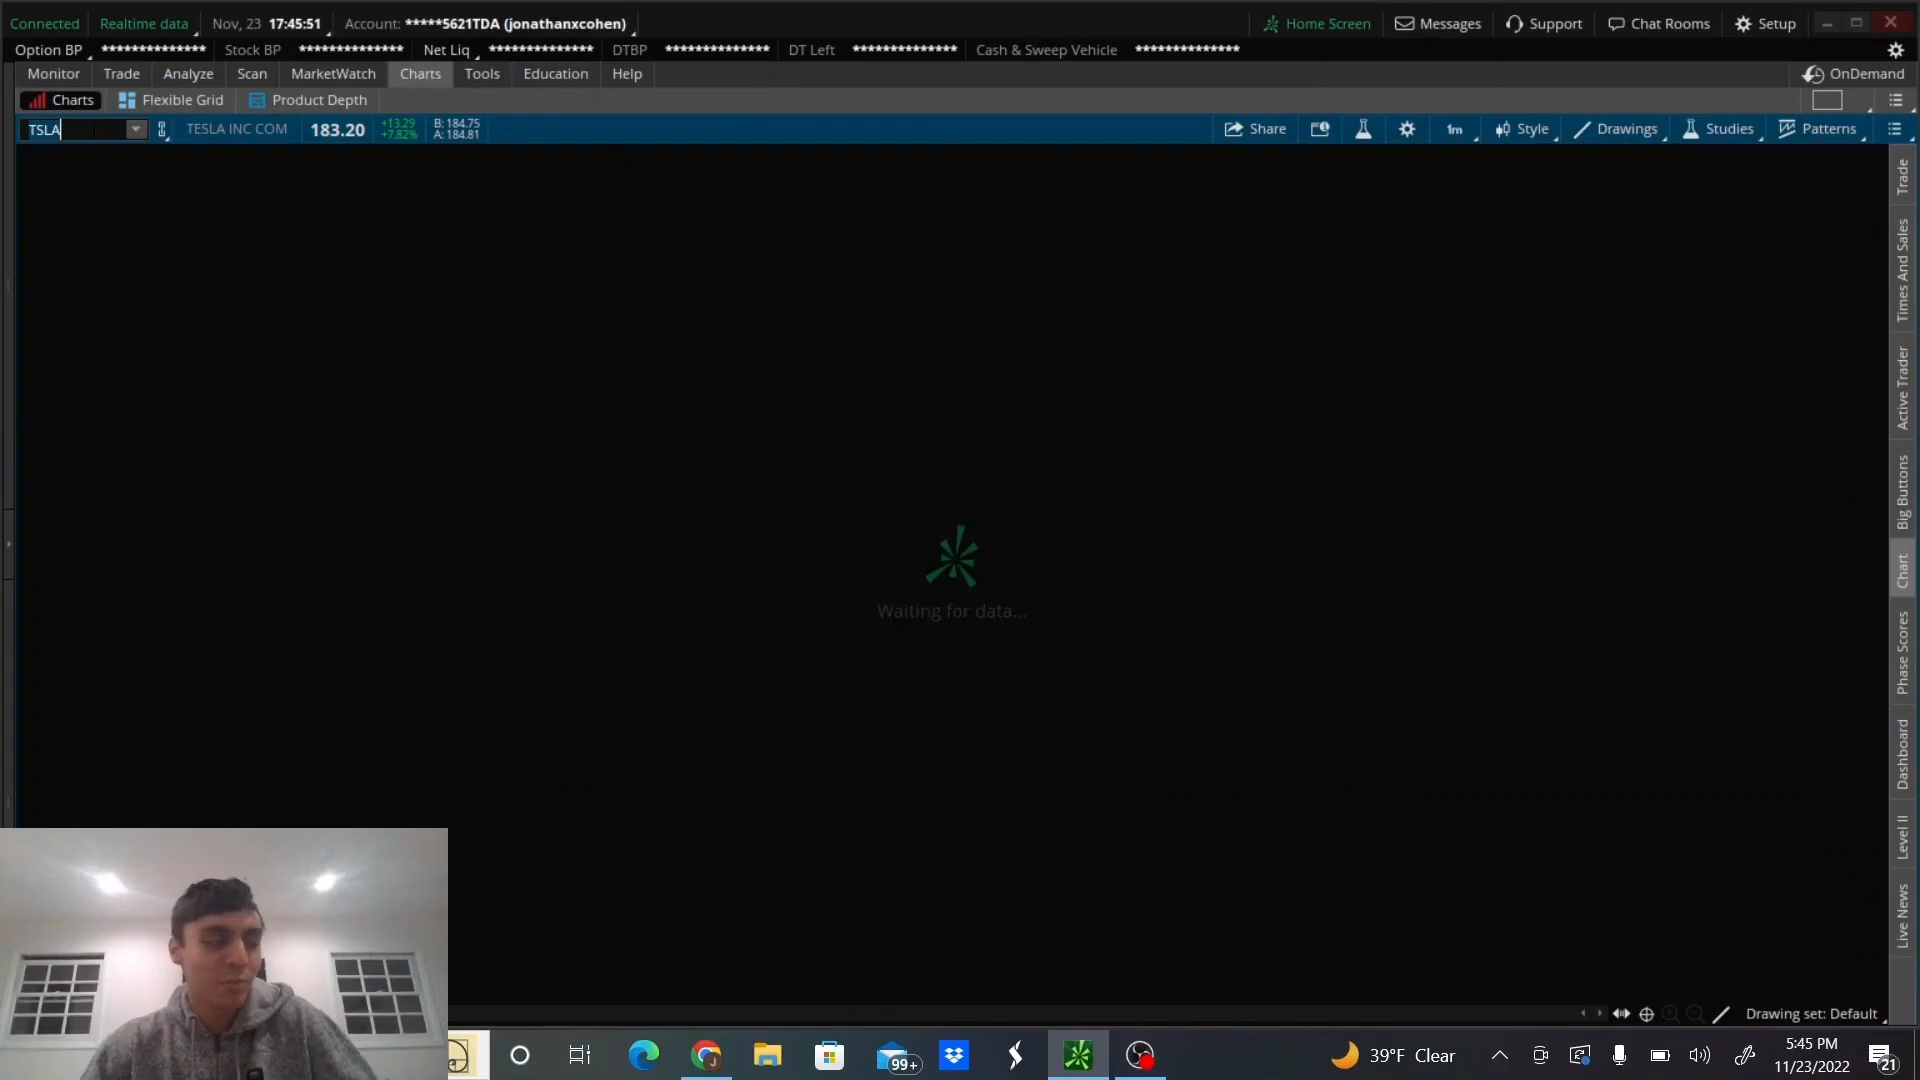 Connected Realtime data Nov, 23 17:45:51 Account: *****5621TDA (jonathanxcohen) Home Screen Messages Support Chat Rooms Setup
Option BP ************** Stock BP ************** Net Liq ************** DTBP ************** DT Left ************** Cash & Sweep Vehicle **************
Monitor Trade Analyze Scan MarketWatch Charts Tools Education Help OnDemand
Charts Flexible Grid Product Depth
TSLA TESLA INC COM 183.20 +13.29 +7.82% B: 184.75 A: 184.81 Share 1m Style Drawings Studies Patterns
Trade
Times And Sales
Active Trader
Big Buttons
Chart
Phase Scores
Dashboard
Level II
Live News
Waiting for data...
Drawing set: Default
99+ 39°F Clear 5:45 PM
11/23/2022 21